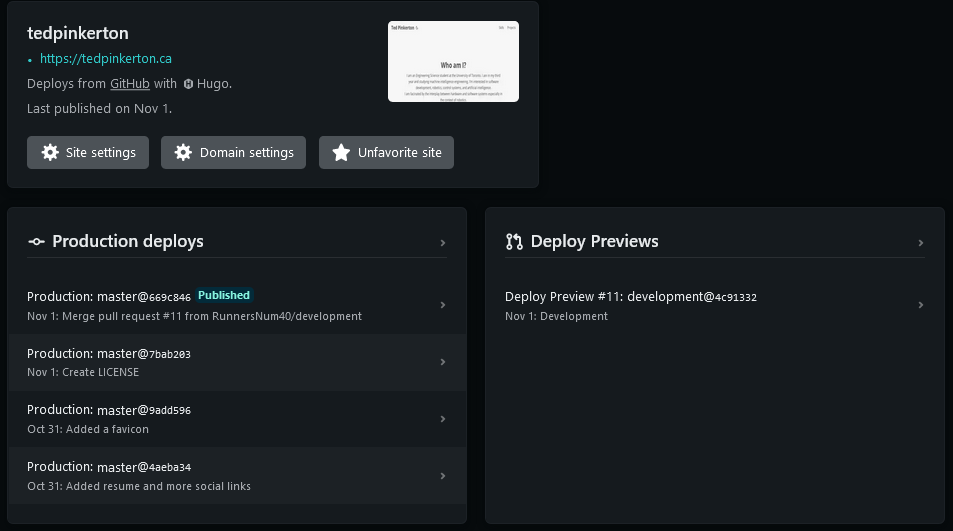 tedpinkerton
• https://tedpinkerton.ca
Deploys from GitHub with Hugo.
Last published on Nov 1.
Ted Pinkerton
Who am I?
Site settings
Domain settings
Unfavorite site
Production deploys
Production: master@669c846 Published
Nov 1: Merge pull request #11 from RunnersNum40/development
Production: master@7bab203
Nov 1: Create LICENSE
Production: master@9add596
Oct 31: Added a favicon
Production: master@4aeba34
Oct 31: Added resume and more social links
Deploy Previews
Deploy Preview #11: development@4c91332
Nov 1: Development